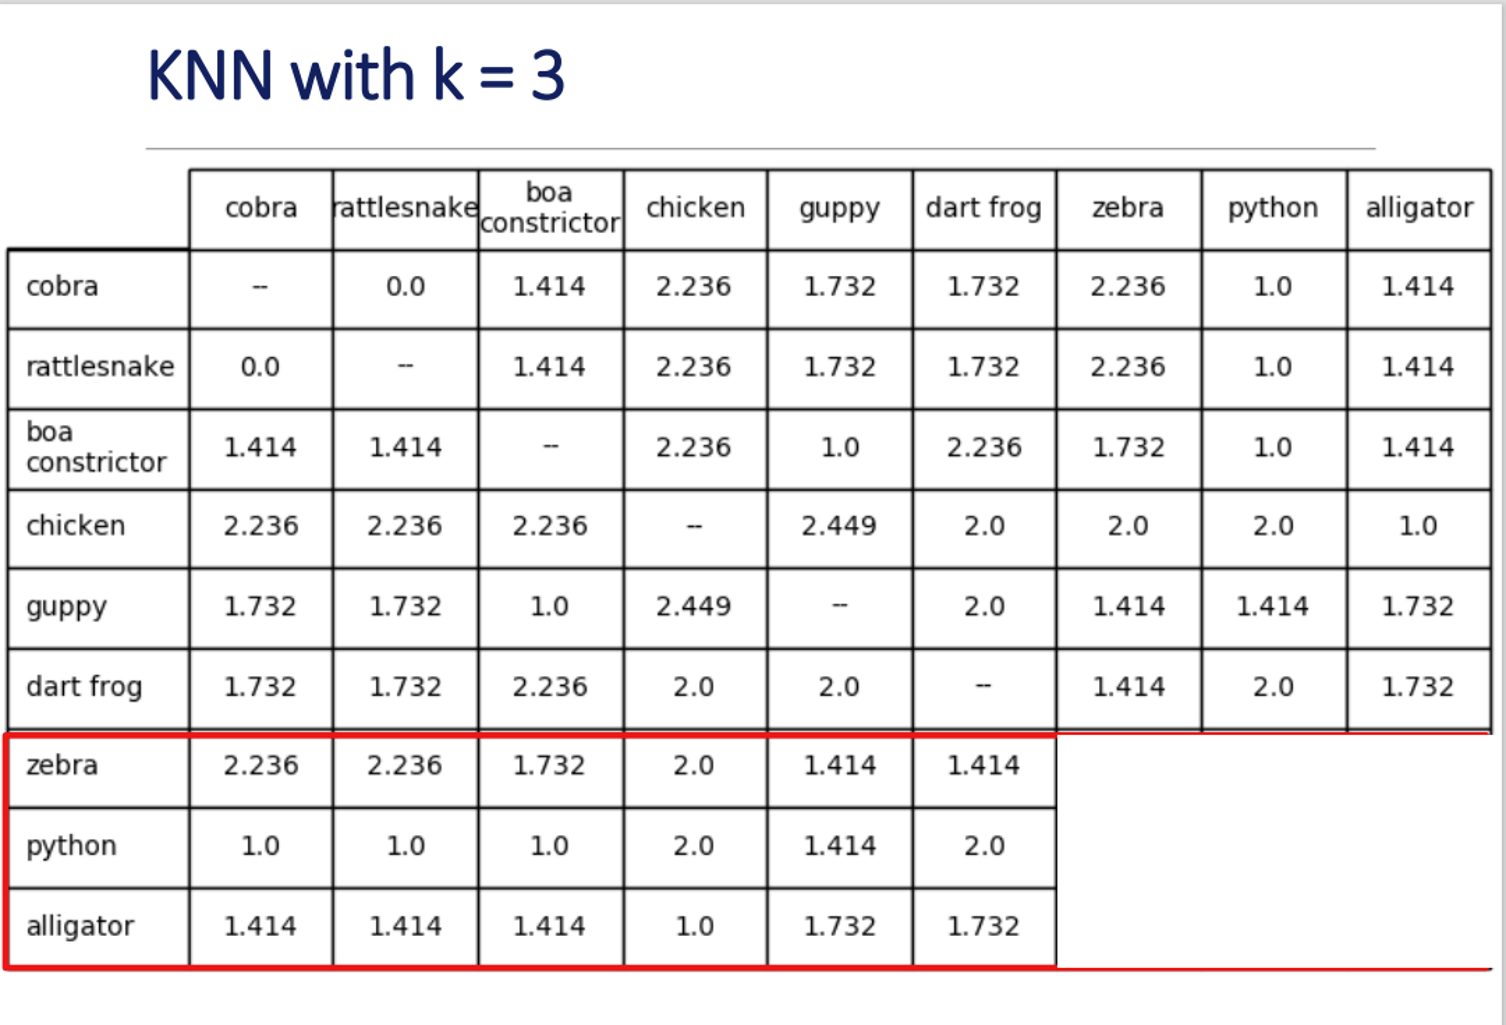 KNN with k = 3
cobra rattlesnake boa constrictor chicken guppy dart frog zebra python alligator
cobra -- 0.0 1.414 2.236 1.732 1.732 2.236 1.0 1.414
rattlesnake 0.0 -- 1.414 2.236 1.732 1.732 2.236 1.0 1.414
boa constrictor 1.414 1.414 -- 2.236 1.0 2.236 1.732 1.0 1.414
chicken 2.236 2.236 2.236 -- 2.449 2.0 2.0 2.0 1.0
guppy 1.732 1.732 1.0 2.449 -- 2.0 1.414 1.414 1.732
dart frog 1.732 1.732 2.236 2.0 2.0 -- 1.414 2.0 1.732
zebra 2.236 2.236 1.732 2.0 1.414 1.414
python 1.0 1.0 1.0 2.0 1.414 2.0
alligator 1.414 1.414 1.414 1.0 1.732 1.732